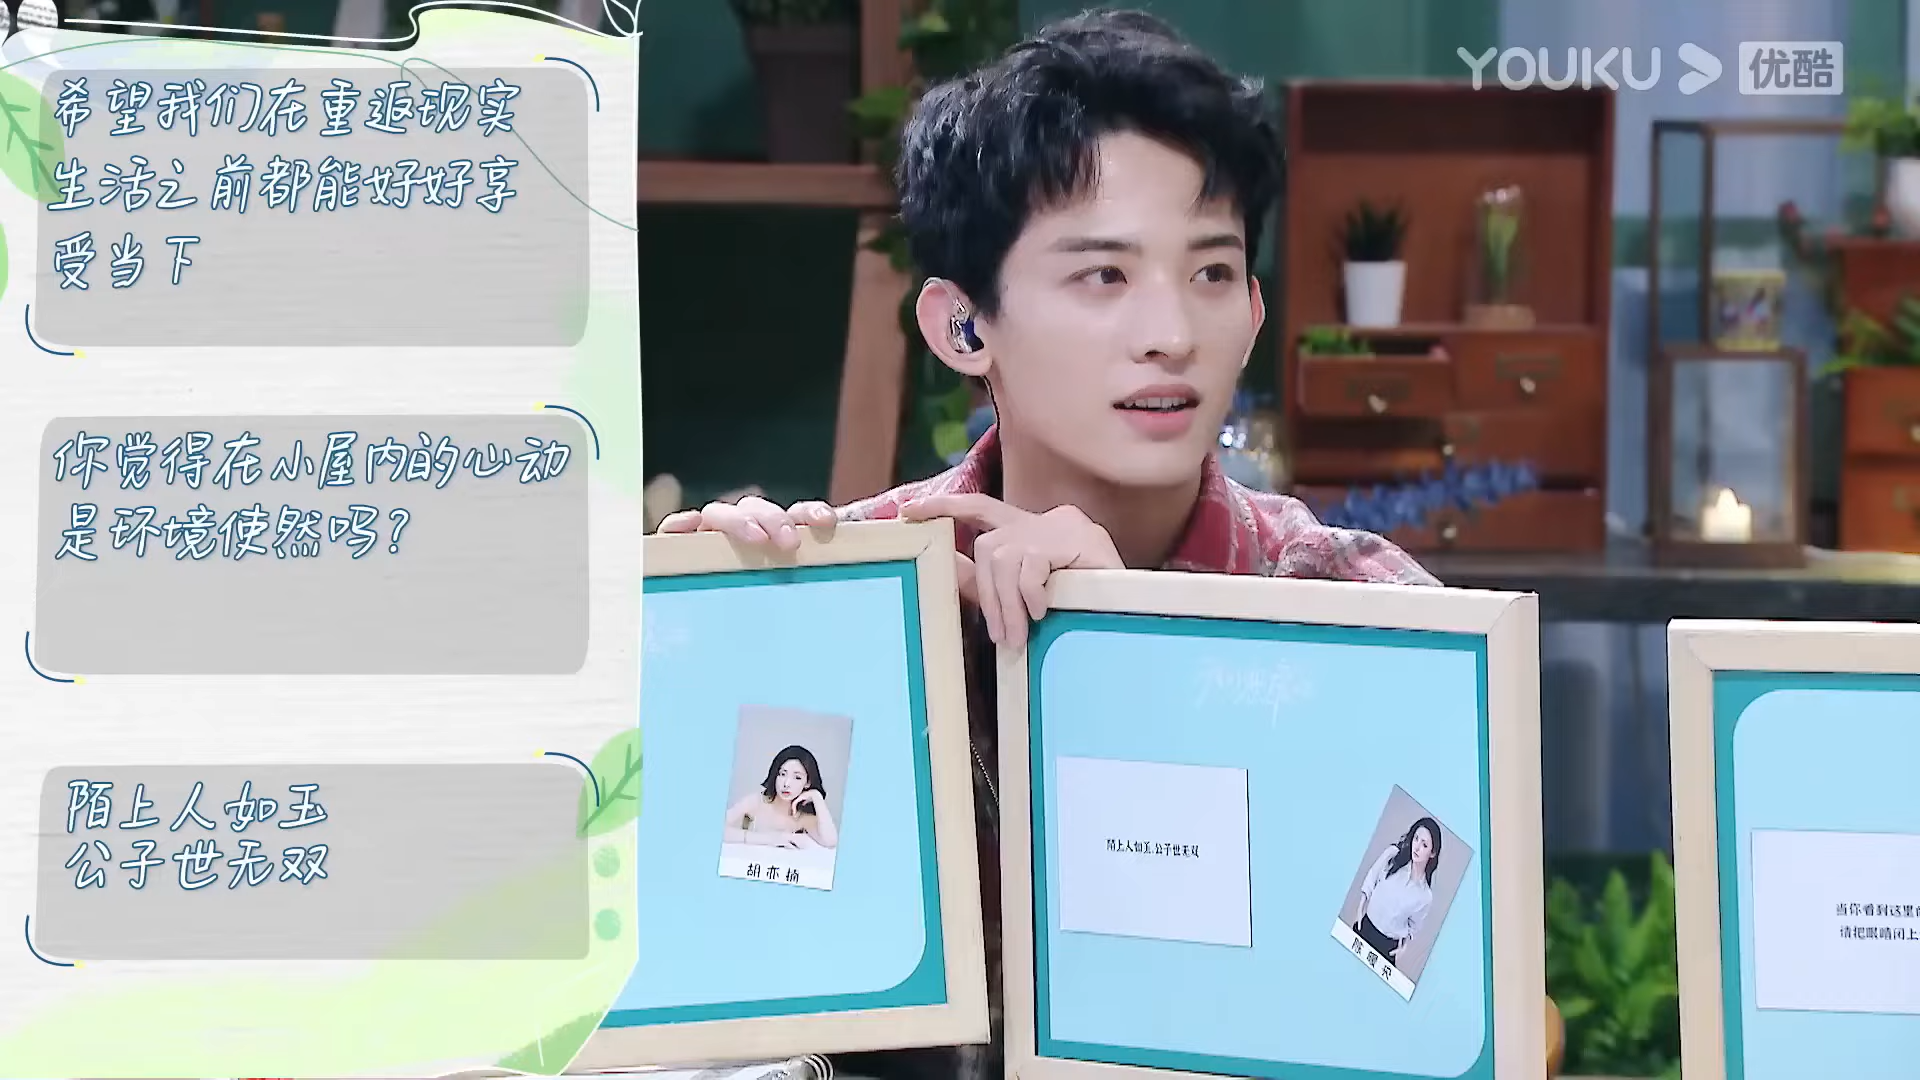 YOUKU 优酷
希望我们在重返现实
生活之前都能好好享
受当下
你觉得在小屋内的心动
是环境使然吗?
陌上人如玉
公子世无双
胡亦楠
陌上人如玉,公子世无双
当你看到这里
请把眼睛闭上